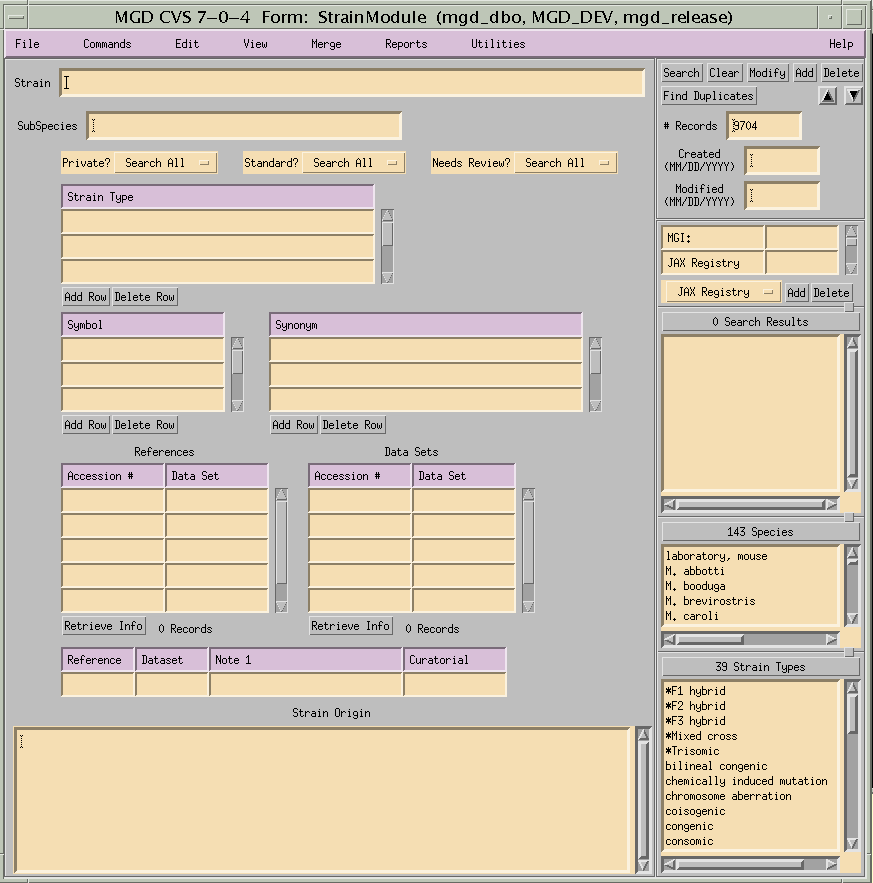 MGD CVS 7-0-4 Form: StrainModule (mgd_dbo, MGD_DEV, mgd_release)
File Commands Edit View Merge Reports Utilities Help
Strain
SubSpecies
Private? Search All Standard? Search All Needs Review? Search All
Strain Type
Add Row Delete Row
Symbol Synonym
Add Row Delete Row Add Row Delete Row
References Data Sets
Accession # Data Set Accession # Data Set
Retrieve Info 0 Records Retrieve Info 0 Records
Reference Dataset Note 1 Curatorial
Strain Origin
Search Clear Modify Add Delete
Find Duplicates
# Records 9704
Created
(MM/DD/YYYY)
Modified
(MM/DD/YYYY)
MGI:
JAX Registry
JAX Registry Add Delete
0 Search Results
143 Species
laboratory, mouse
M. abbotti
M. booduga
M. brevirostris
M. caroli
39 Strain Types
*F1 hybrid
*F2 hybrid
*F3 hybrid
*Mixed cross
*Trisomic
bilineal congenic
chemically induced mutation
chromosome aberration
coisogenic
congenic
consomic